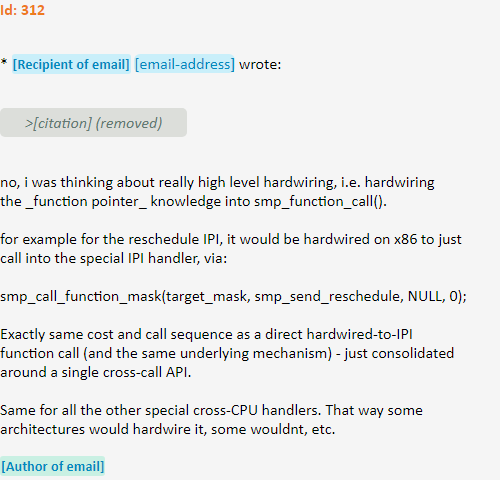 Id: 312
* [Recipient of email] [email-address] wrote:
>[citation] (removed)
no, i was thinking about really high level hardwiring, i.e. hardwiring
the _function pointer_ knowledge into smp_function_call().
for example for the reschedule IPI, it would be hardwired on x86 to just
call into the special IPI handler, via:
smp_call_function_mask(target_mask, smp_send_reschedule, NULL, 0);
Exactly same cost and call sequence as a direct hardwired-to-IPI
function call (and the same underlying mechanism) - just consolidated
around a single cross-call API.
Same for all the other special cross-CPU handlers. That way some
architectures would hardwire it, some wouldnt, etc.
[Author of email]